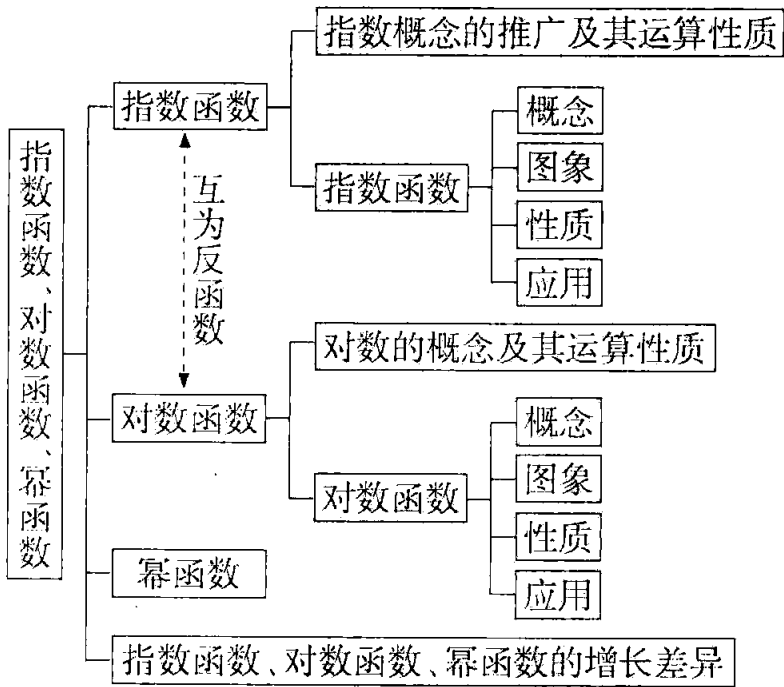 指数函数、对数函数、幂函数
指数函数
指数概念的推广及其运算性质
指数函数
概念
图象
性质
应用
互为反函数
对数函数
对数的概念及其运算性质
对数函数
概念
图象
性质
应用
幂函数
指数函数、对数函数、幂函数的增长差异